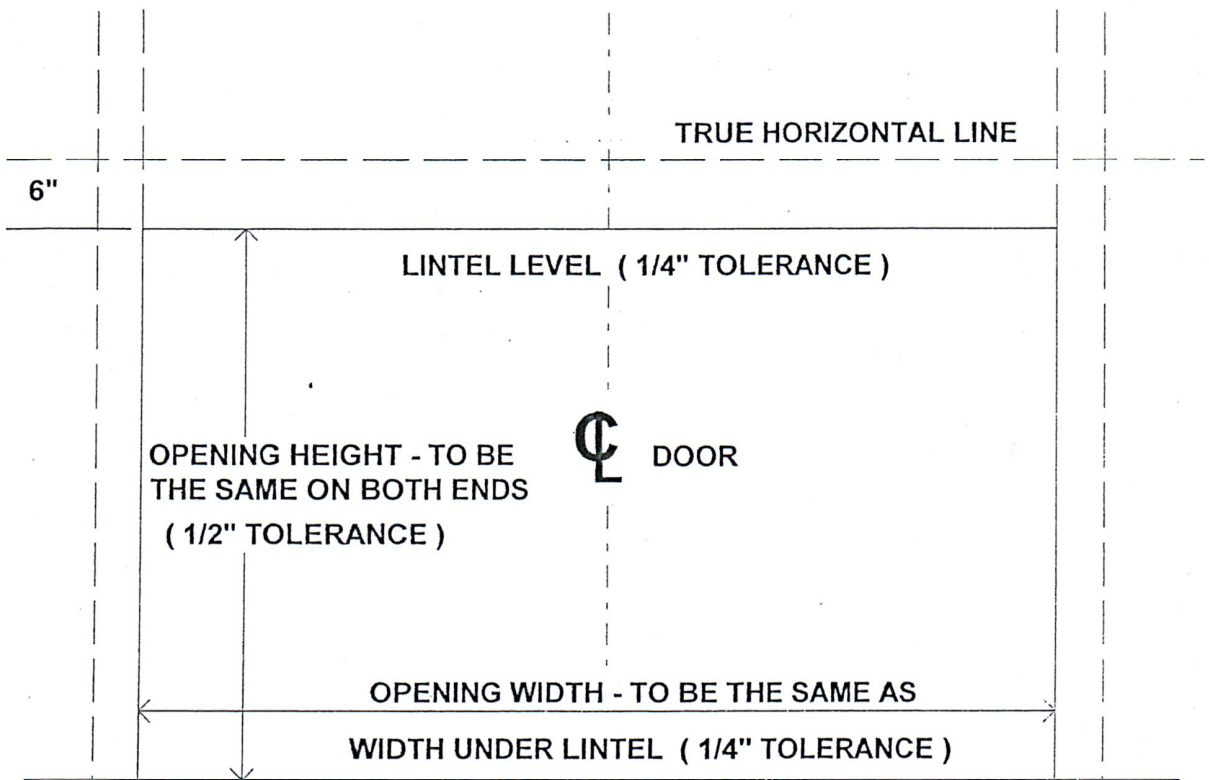 TRUE HORIZONTAL LINE
6"
LINTEL LEVEL ( 1/4" TOLERANCE )
OPENING HEIGHT - TO BE
THE SAME ON BOTH ENDS
( 1/2" TOLERANCE )
℄ DOOR
OPENING WIDTH - TO BE THE SAME AS
WIDTH UNDER LINTEL ( 1/4" TOLERANCE )